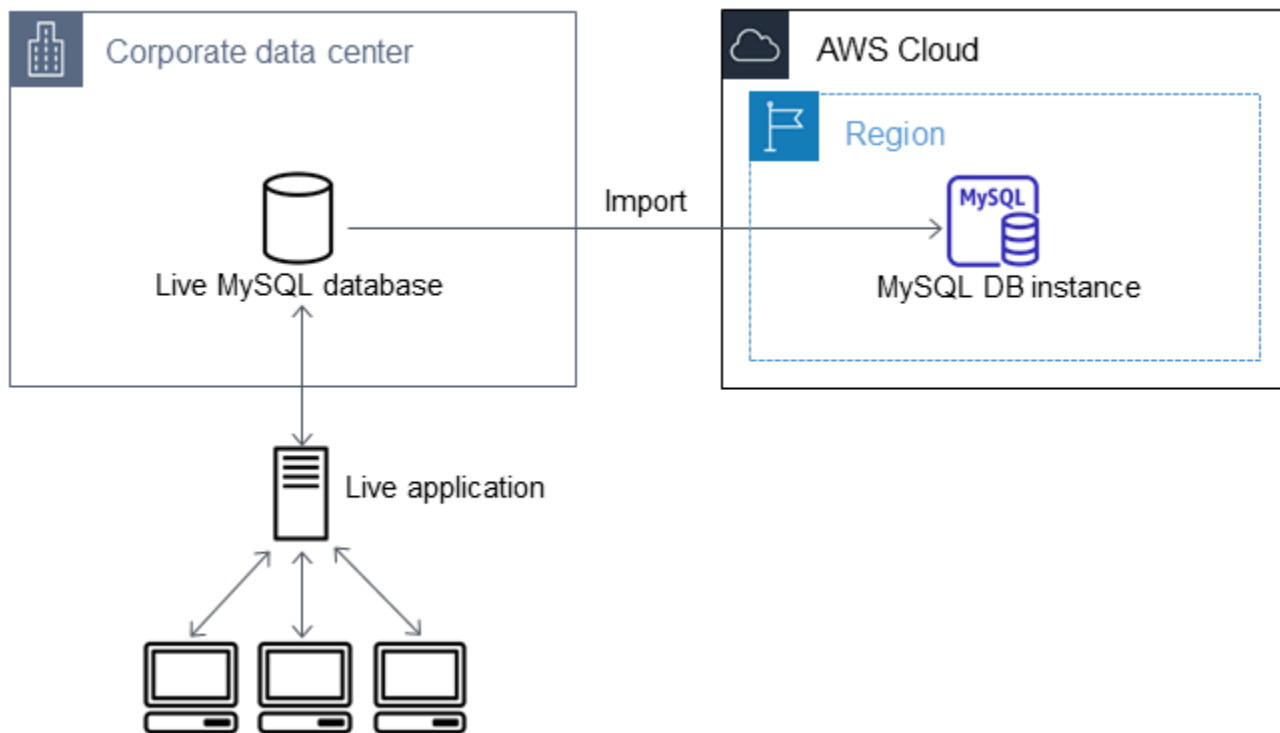 Corporate data center
AWS Cloud
Region
Import
MySQL
Live MySQL database
MySQL DB instance
Live application